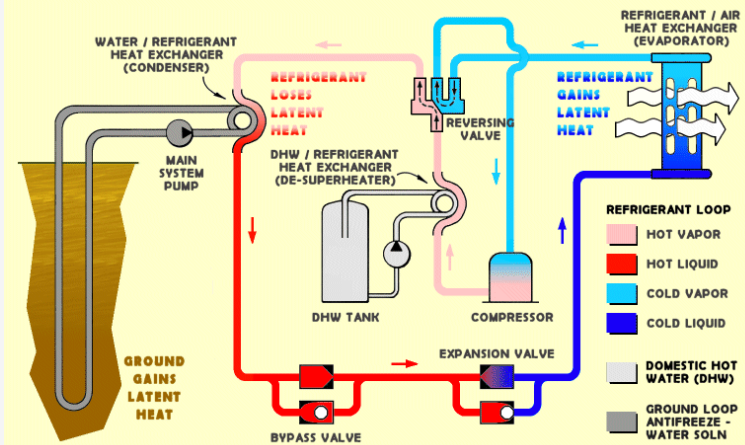 WATER / REFRIGERANT
HEAT EXCHANGER
(CONDENSER)
REFRIGERANT / AIR
HEAT EXCHANGER
(EVAPORATOR)
REFRIGERANT
LOSES
LATENT
HEAT
REFRIGERANT
GAINS
LATENT
HEAT
REVERSING
VALVE
MAIN
SYSTEM
PUMP
DHW / REFRIGERANT
HEAT EXCHANGER
(DE-SUPERHEATER)
DHW TANK
COMPRESSOR
REFRIGERANT LOOP
HOT VAPOR
HOT LIQUID
COLD VAPOR
COLD LIQUID
DOMESTIC HOT
WATER (DHW)
GROUND LOOP
ANTIFREEZE -
WATER SOLN
EXPANSION VALVE
GROUND
GAINS
LATENT
HEAT
BYPASS VALVE